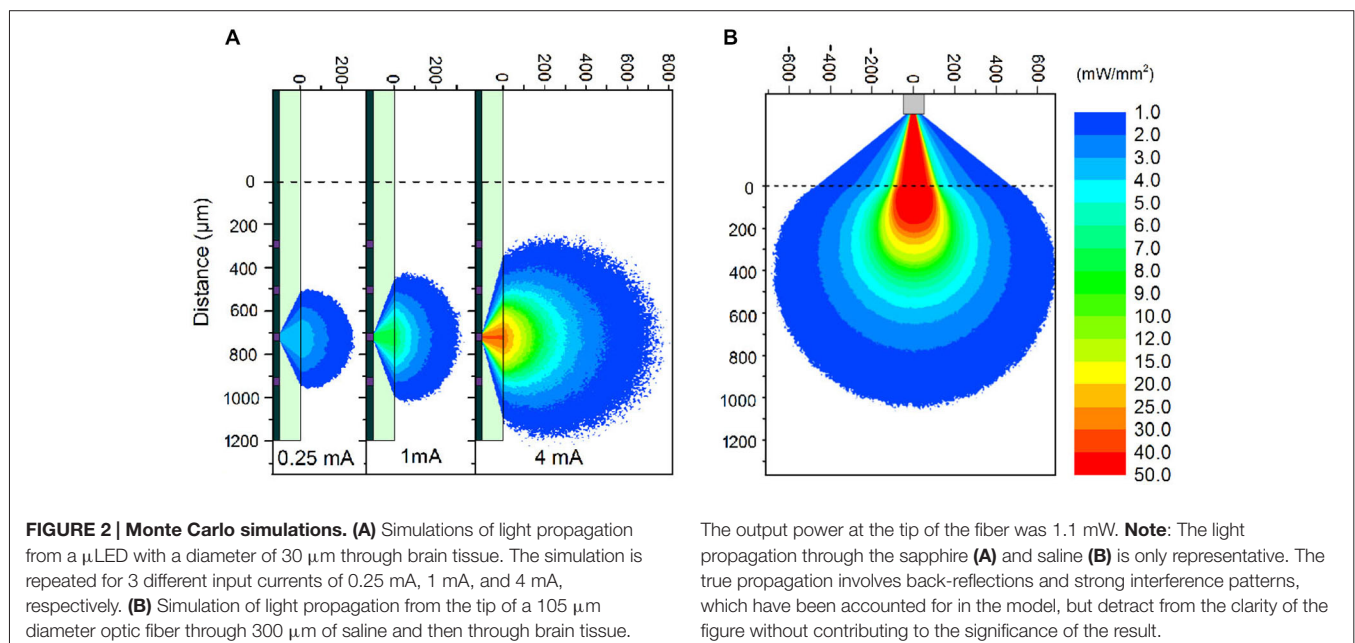 A
B
0
200
0
200
0
200
400
600
800
-600
-400
-200
0
200
400
600
(mW/mm²)
Distance (µm)
0
200
400
600
800
1000
1200
0.25 mA
1mA
4 mA
0
200
400
600
800
1000
1200
1.0
2.0
3.0
4.0
5.0
6.0
7.0
8.0
9.0
10.0
12.0
15.0
20.0
25.0
30.0
40.0
50.0
FIGURE 2 | Monte Carlo simulations. (A) Simulations of light propagation
from a µLED with a diameter of 30 µm through brain tissue. The simulation is
repeated for 3 different input currents of 0.25 mA, 1 mA, and 4 mA,
respectively. (B) Simulation of light propagation from the tip of a 105 µm
diameter optic fiber through 300 µm of saline and then through brain tissue.
The output power at the tip of the fiber was 1.1 mW. Note: The light
propagation through the sapphire (A) and saline (B) is only representative. The
true propagation involves back-reflections and strong interference patterns,
which have been accounted for in the model, but detract from the clarity of the
figure without contributing to the significance of the result.